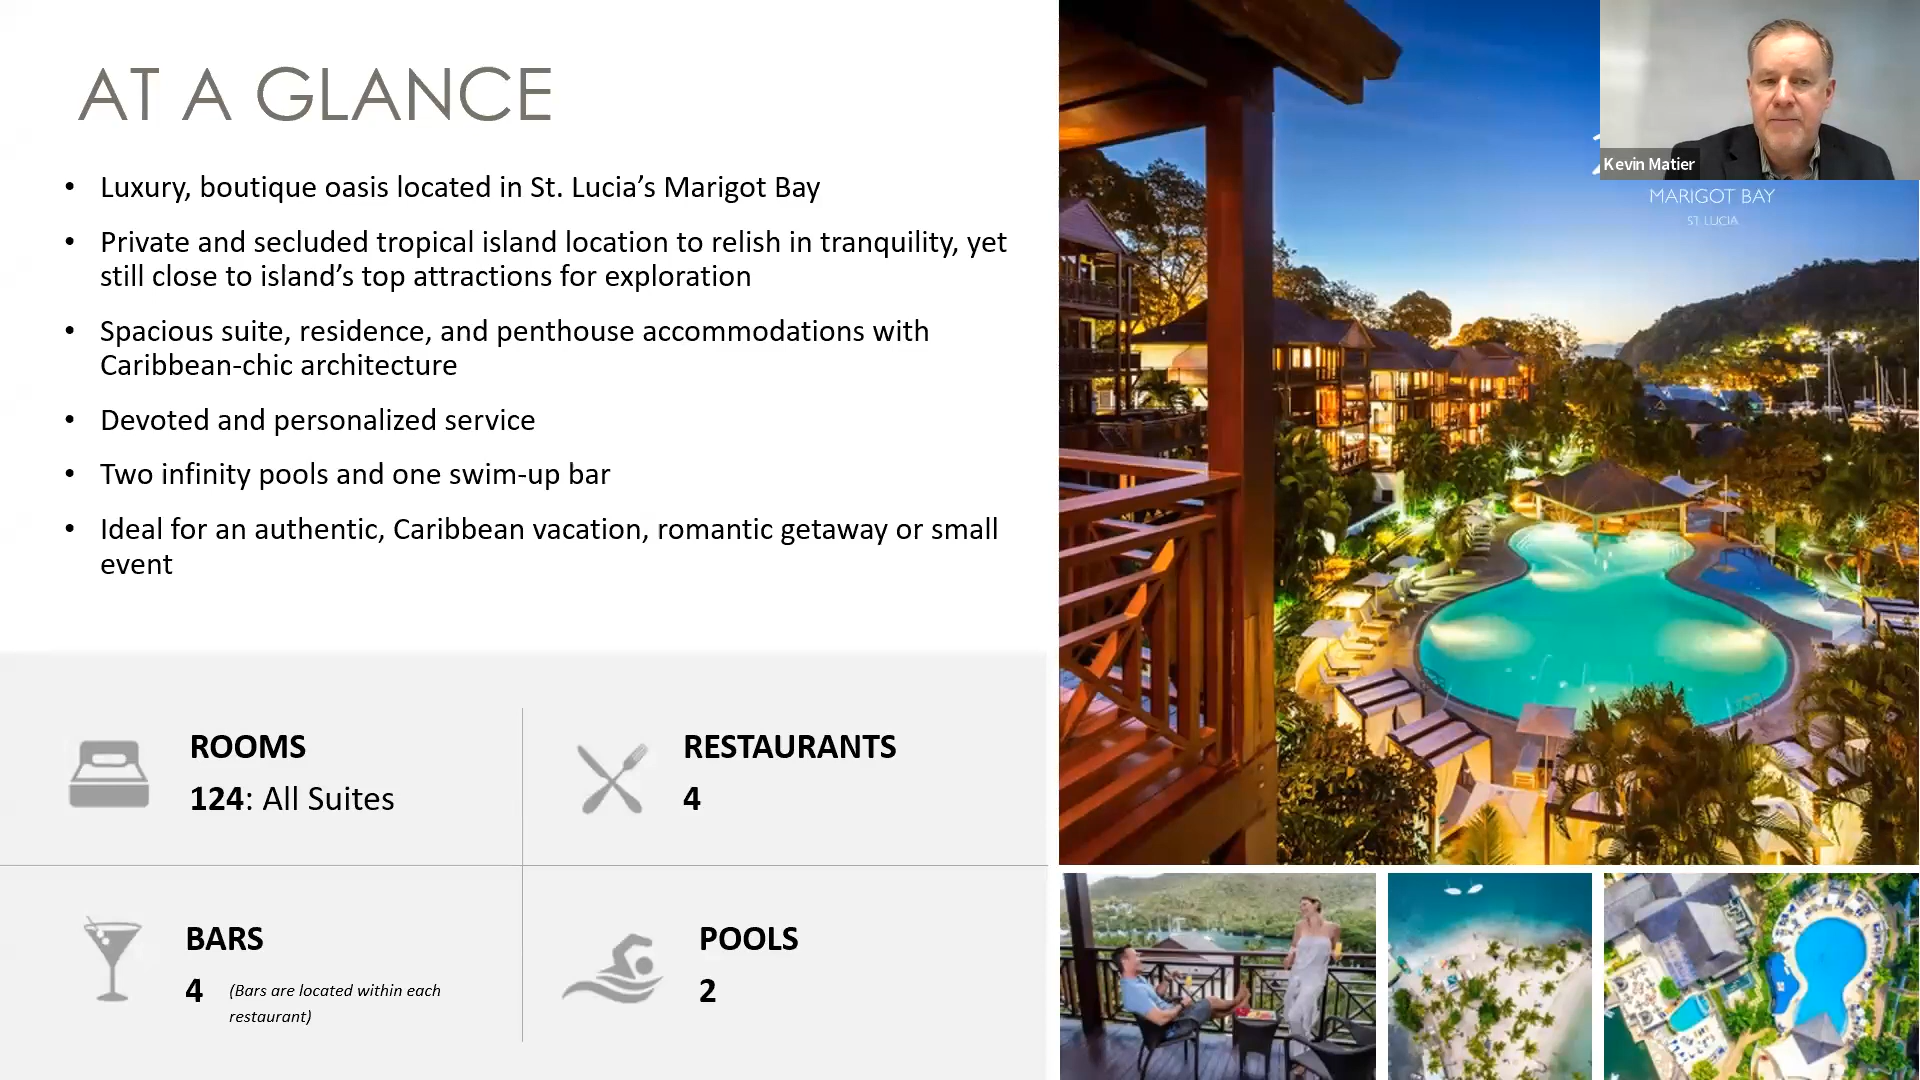 AT A GLANCE
• Luxury, boutique oasis located in St. Lucia’s Marigot Bay
• Private and secluded tropical island location to relish in tranquility, yet
still close to island’s top attractions for exploration
• Spacious suite, residence, and penthouse accommodations with
Caribbean-chic architecture
• Devoted and personalized service
• Two infinity pools and one swim-up bar
• Ideal for an authentic, Caribbean vacation, romantic getaway or small
event
ROOMS
124: All Suites
RESTAURANTS
4
BARS
4 (Bars are located within each
restaurant)
POOLS
2
Kevin Matier
MARIGOT BAY
ST. LUCIA